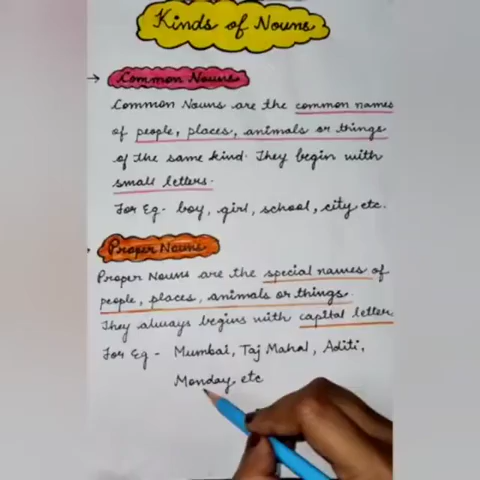 Kinds of Nouns
→ Common Nouns
Common Nouns are the common names
of people, places, animals or things
of the same kind. They begin with
small letters.
For Eg- boy, girl, school, city etc.
Proper Nouns
Proper Nouns are the special names of
people, places, animals or things.
They always begins with capital letter
For Eg - Mumbai, Taj Mahal, Aditi,
Monday etc